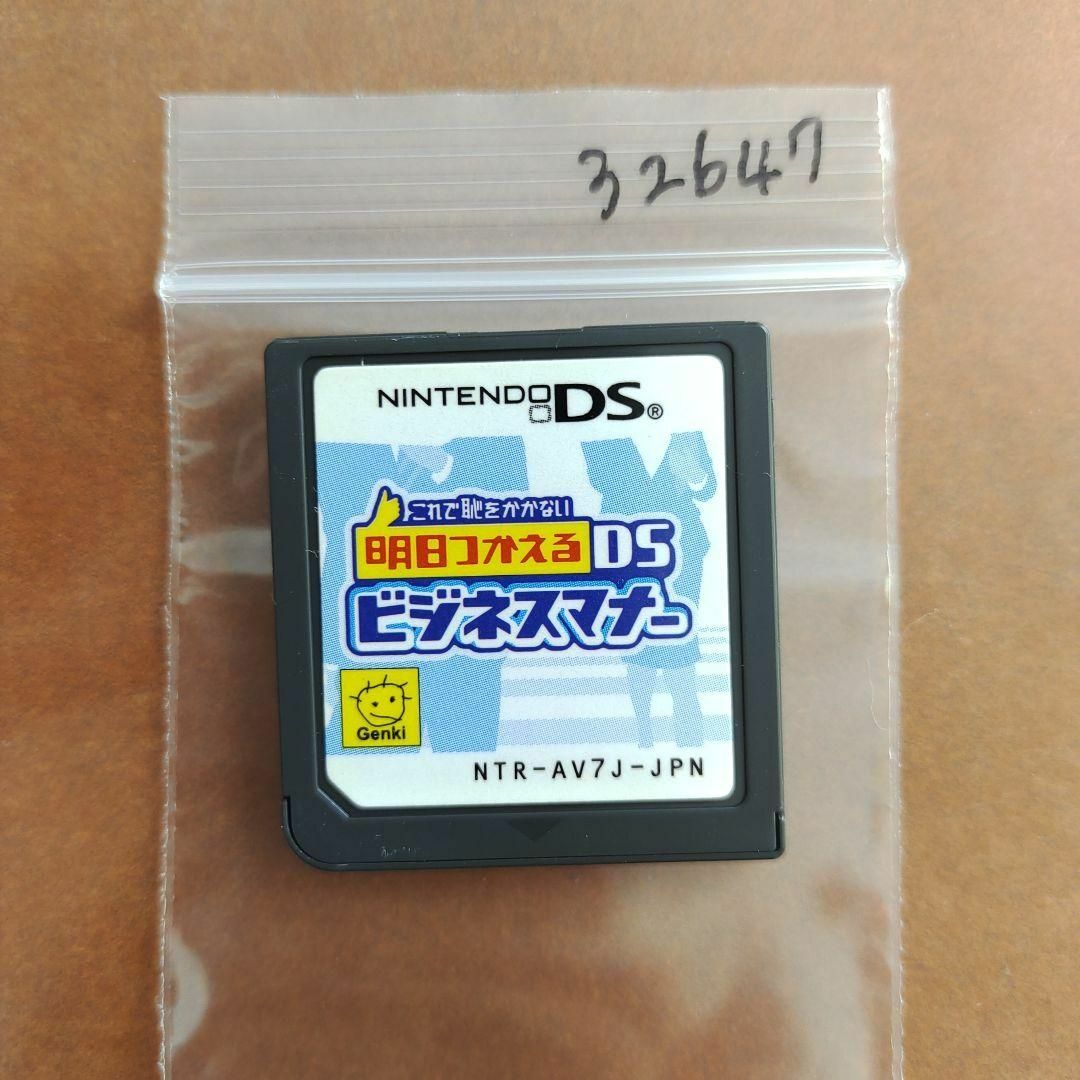 32647
NINTENDO DS®
これで恥をかかない
明日つかえるDS
ビジネスマナー
Genki
NTR-AV7J-JPN